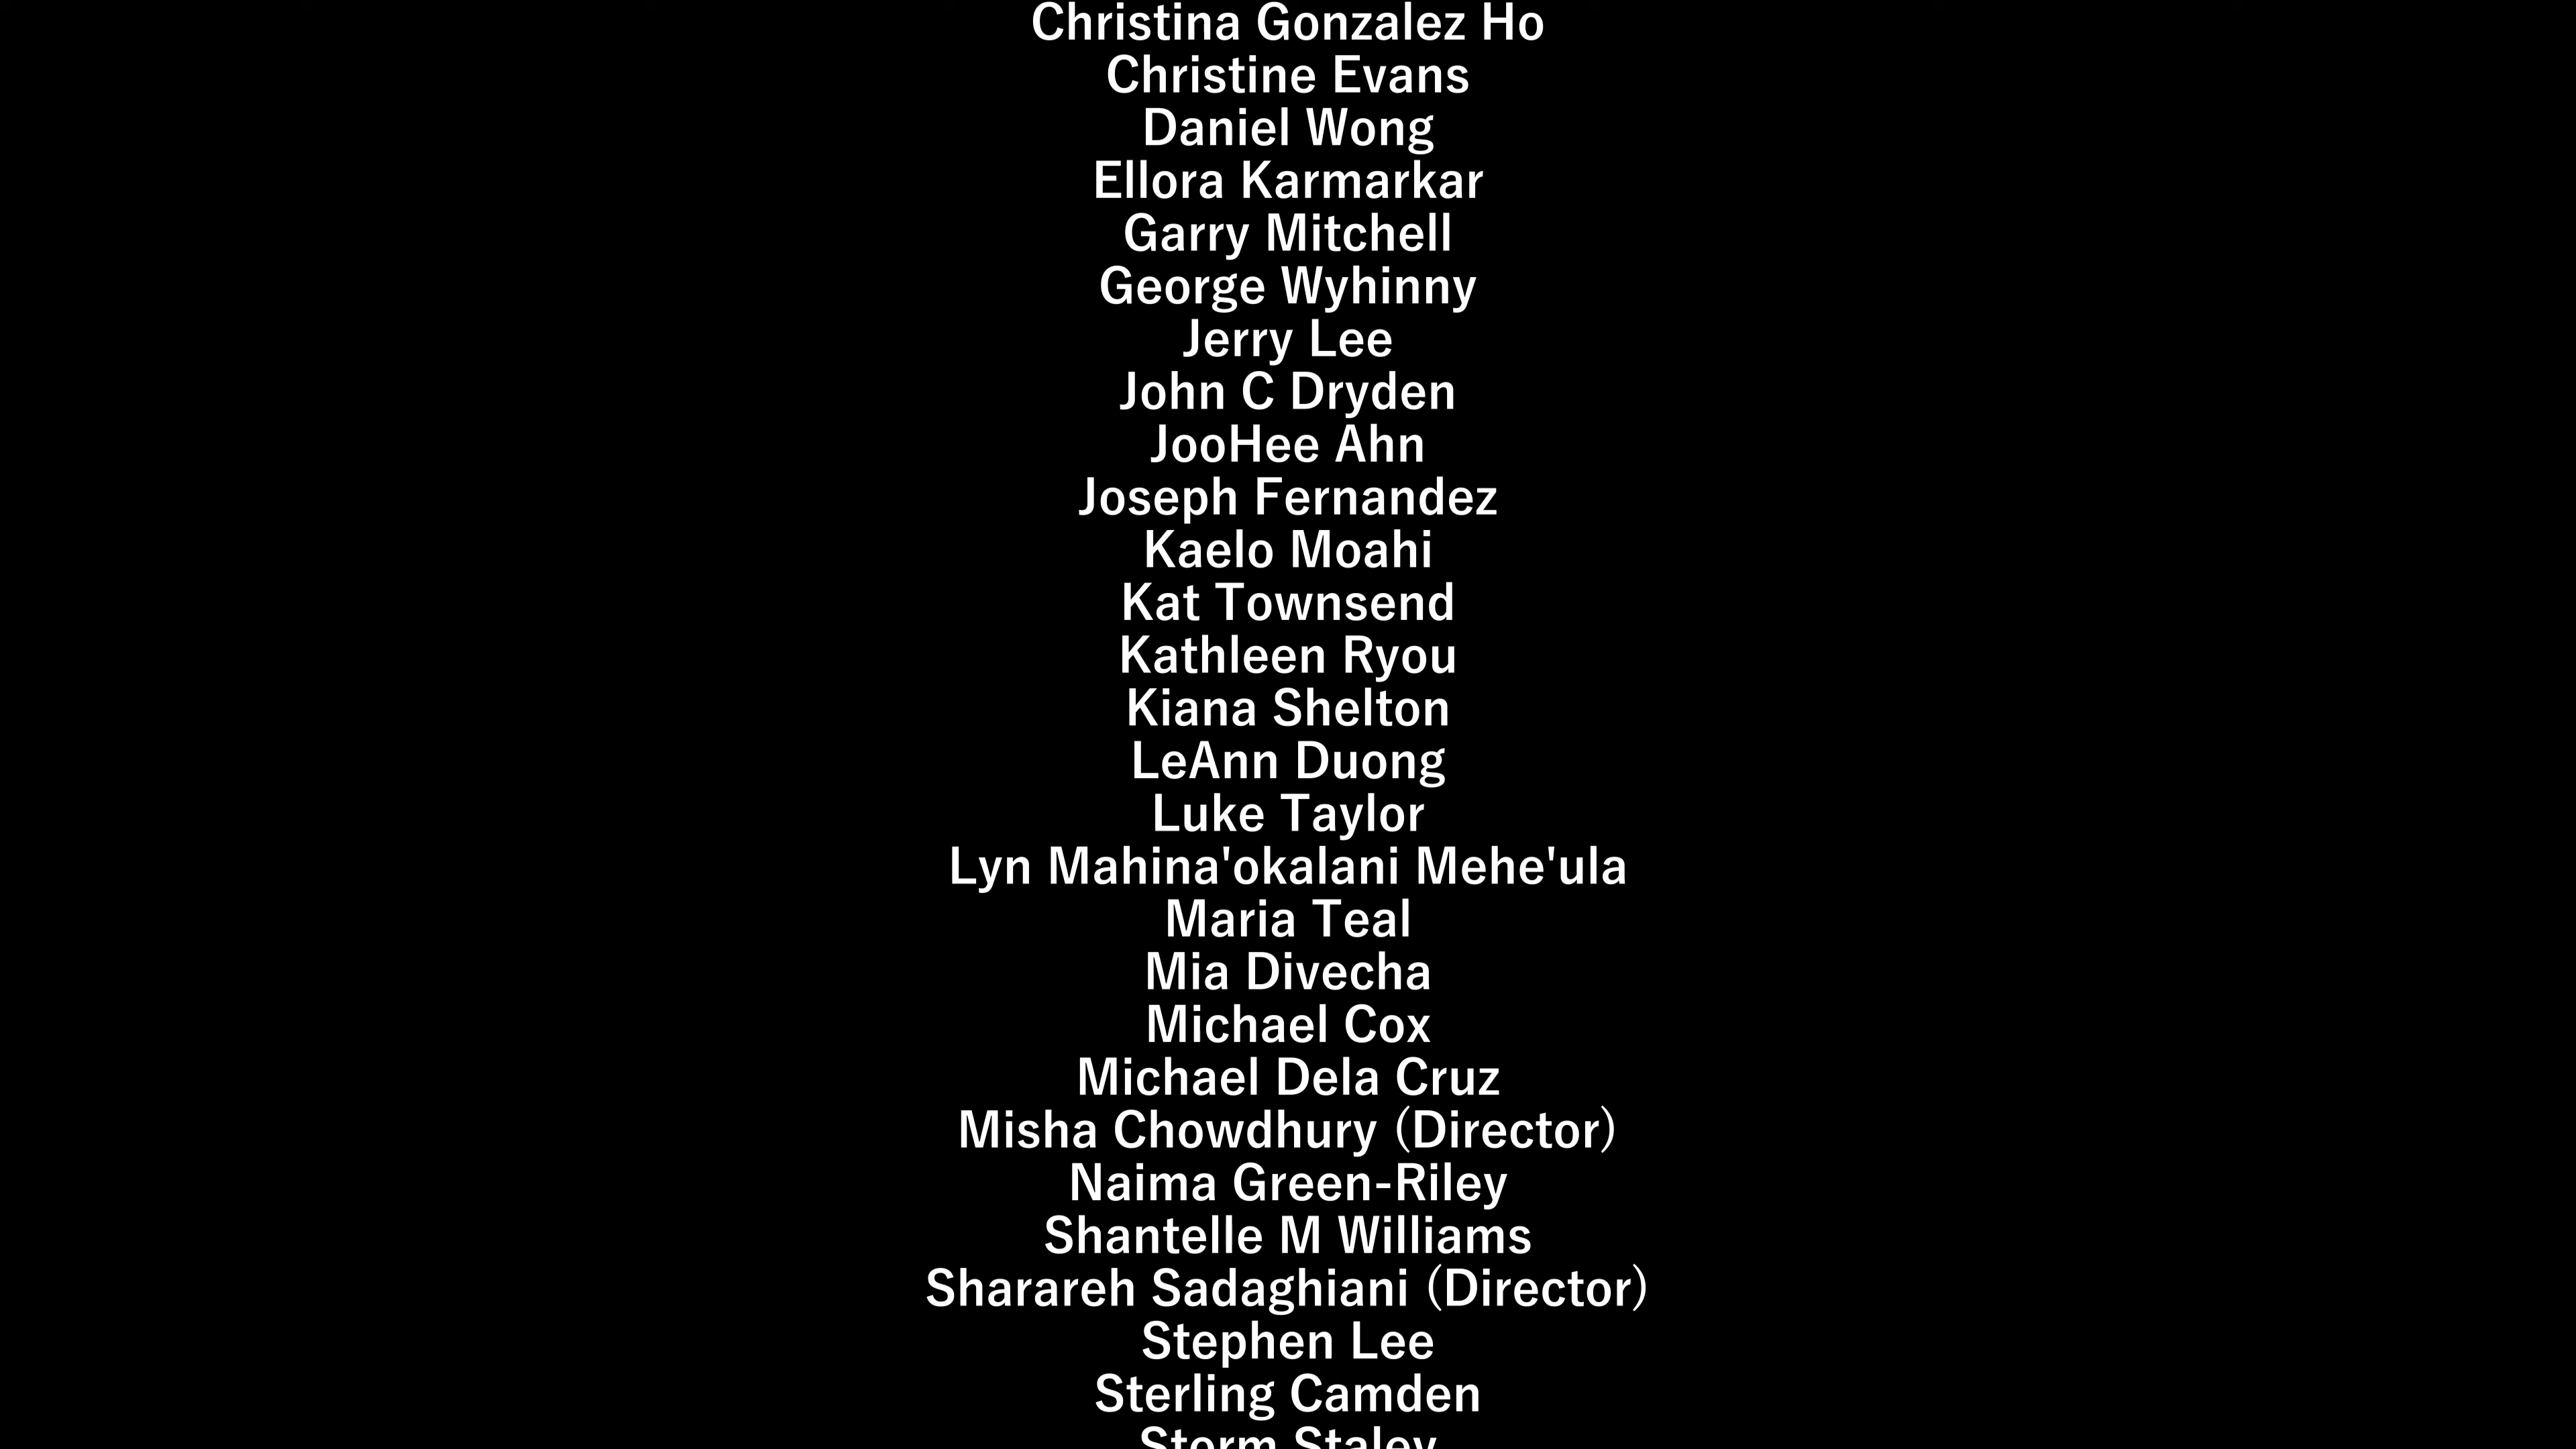 Christina Gonzalez Ho
Christine Evans
Daniel Wong
Ellora Karmarkar
Garry Mitchell
George Wyhinny
Jerry Lee
John C Dryden
JooHee Ahn
Joseph Fernandez
Kaelo Moahi
Kat Townsend
Kathleen Ryou
Kiana Shelton
LeAnn Duong
Luke Taylor
Lyn Mahina'okalani Mehe'ula
Maria Teal
Mia Divecha
Michael Cox
Michael Dela Cruz
Misha Chowdhury (Director)
Naima Green-Riley
Shantelle M Williams
Sharareh Sadaghiani (Director)
Stephen Lee
Sterling Camden
Storm Staley